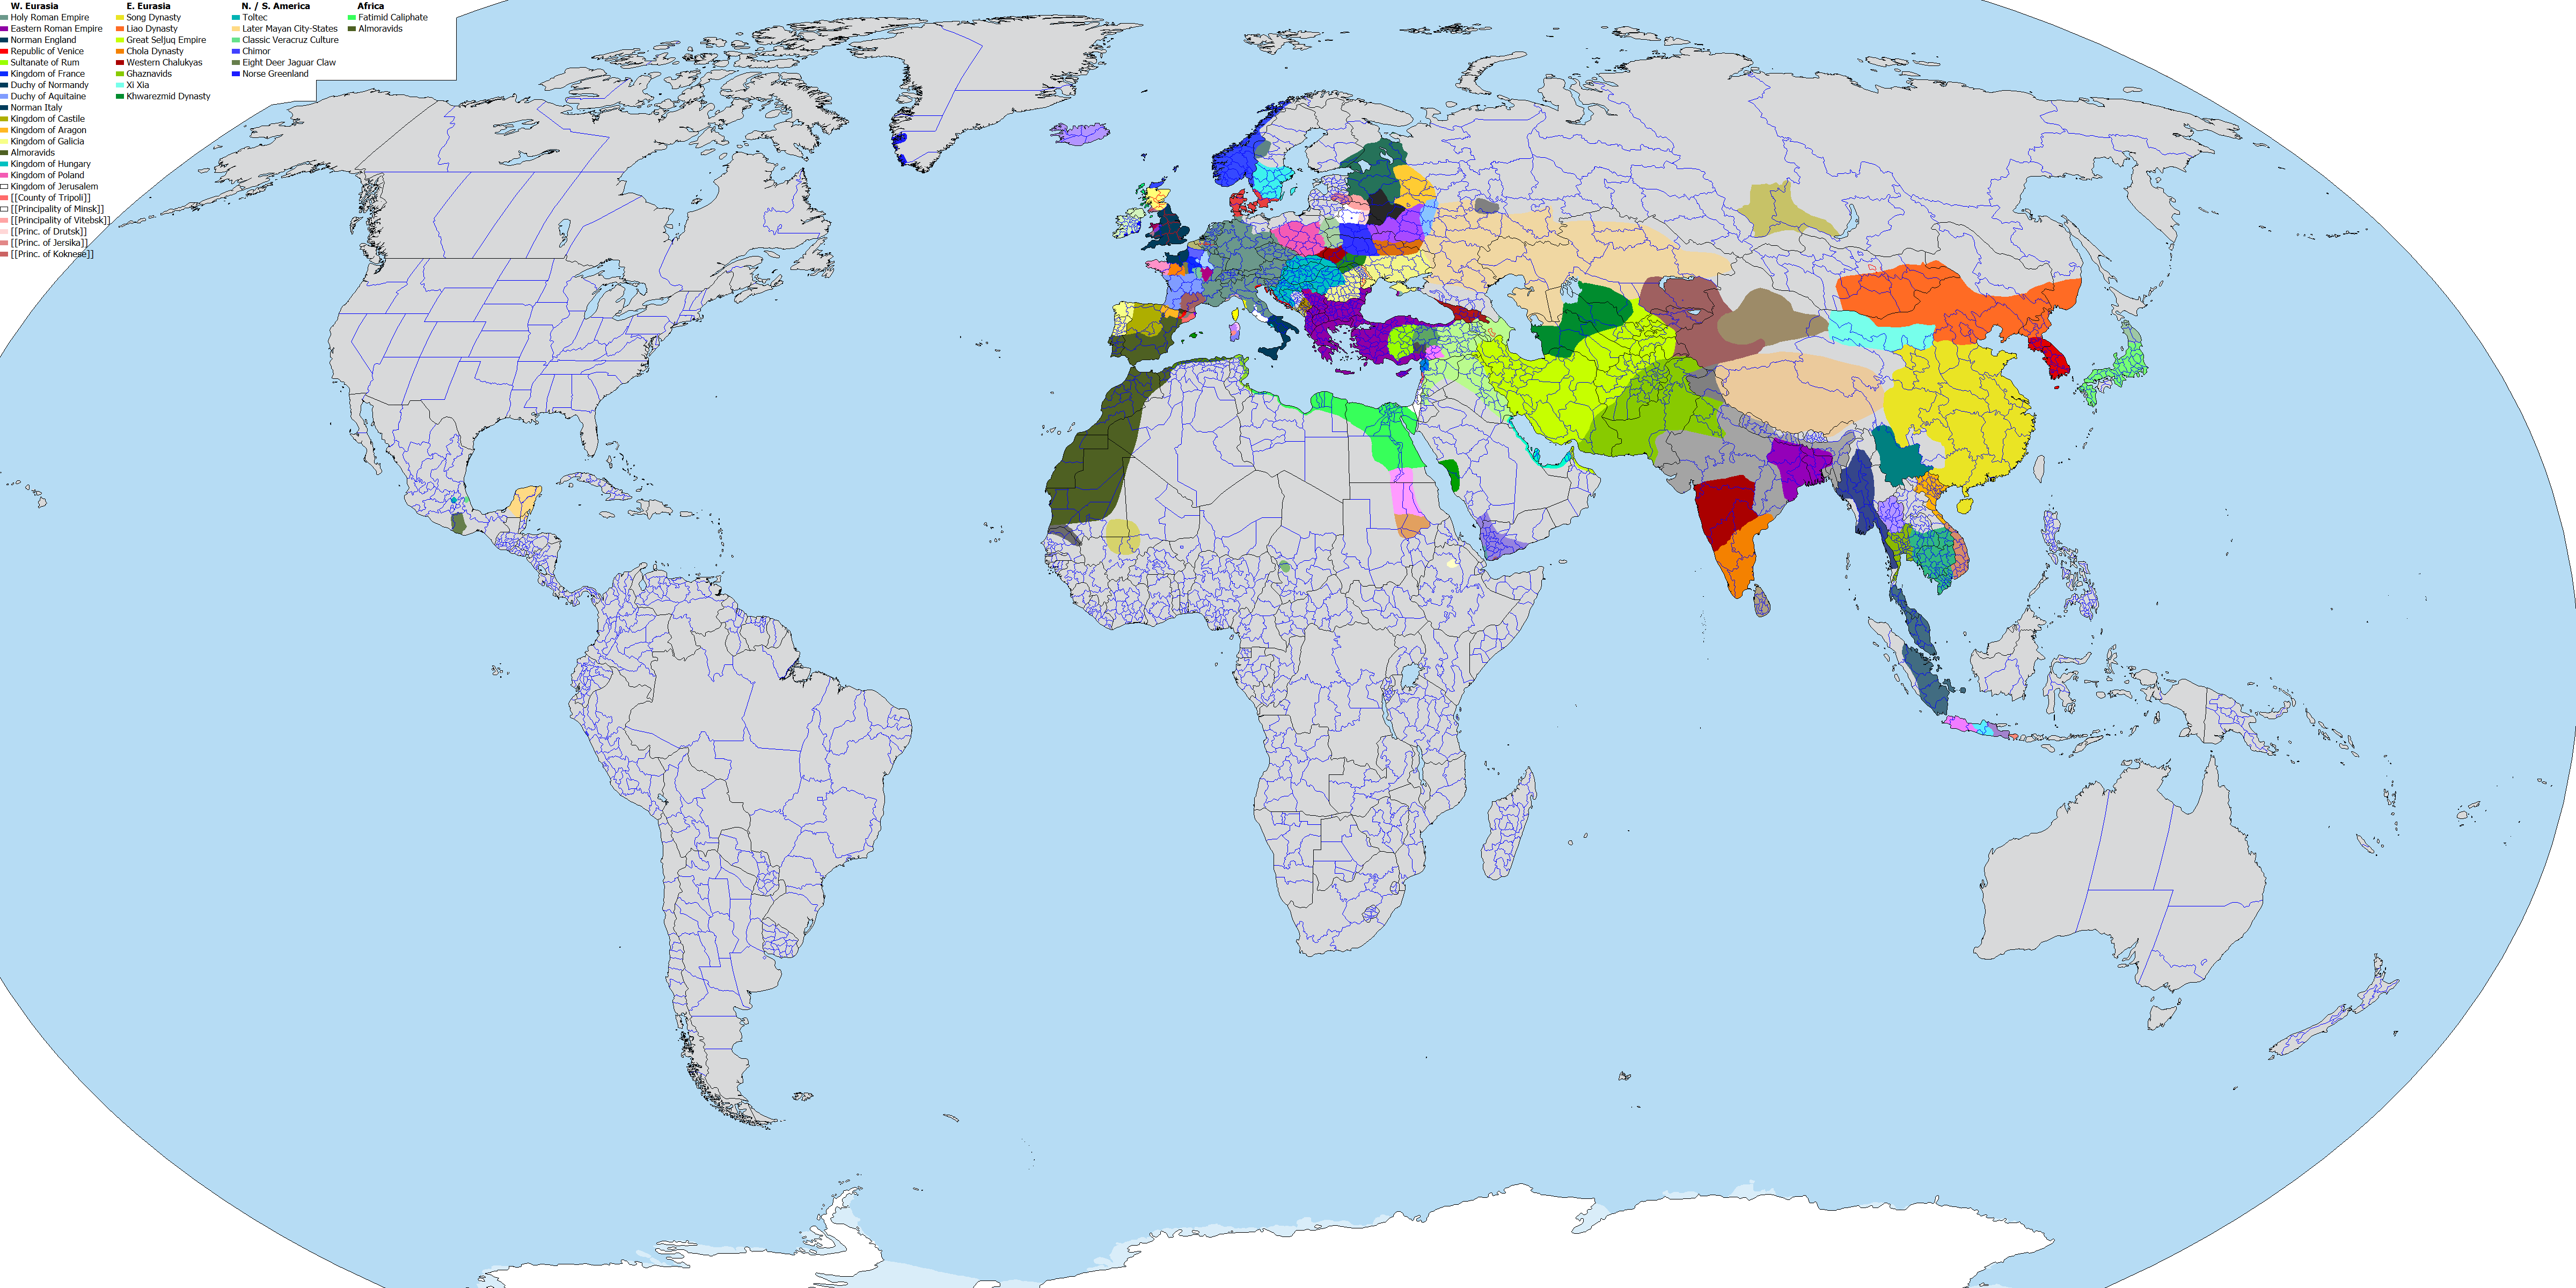 W. Eurasia
Holy Roman Empire
Eastern Roman Empire
Norman England
Republic of Venice
Sultanate of Rum
Kingdom of France
Duchy of Normandy
Duchy of Aquitaine
Norman Italy
Kingdom of Castile
Kingdom of Aragon
Kingdom of Galicia
Almoravids
Kingdom of Hungary
Kingdom of Poland
Kingdom of Jerusalem
[[County of Tripoli]]
[[Principality of Minsk]]
[[Principality of Vitebsk]]
[[Princ. of Drutsk]]
[[Princ. of Jersika]]
[[Princ. of Koknese]]
E. Eurasia
Song Dynasty
Liao Dynasty
Great Seljuq Empire
Chola Dynasty
Western Chalukyas
Ghaznavids
Xi Xia
Khwarezmid Dynasty
N. / S. America
Toltec
Later Mayan City-States
Classic Veracruz Culture
Chimor
Eight Deer Jaguar Claw
Norse Greenland
Africa
Fatimid Caliphate
Almoravids